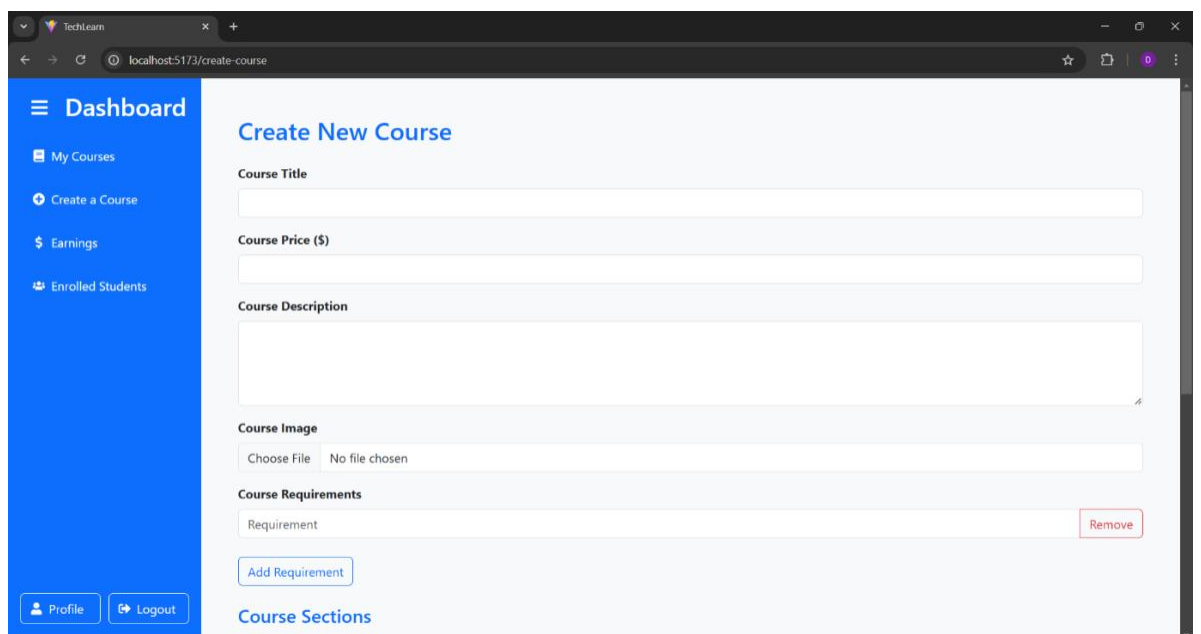 TechLearn
localhost:5173/create-course
D
Dashboard
My Courses
Create a Course
$ Earnings
Enrolled Students
Profile
Logout
Create New Course
Course Title
Course Price ($)
Course Description
Course Image
Choose File No file chosen
Course Requirements
Requirement Remove
Add Requirement
Course Sections